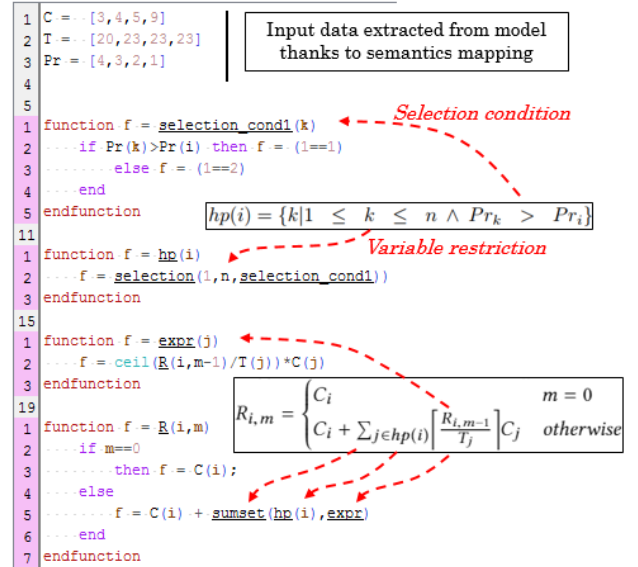 1 C = [3,4,5,9]
2 T = [20,23,23,23]
3 Pr = [4,3,2,1]
4
5
Input data extracted from model
thanks to semantics mapping
Selection condition
1 function f = selection_cond1(k)
2 ....if Pr(k)>Pr(i) then f = (1==1)
3 ........else f = (1==2)
4 ....end
5 endfunction
hp(i) = {k|1 ≤ k ≤ n ∧ Pr_k > Pr_i}
11
Variable restriction
1 function f = hp(i)
2 ....f = selection(1,n,selection_cond1))
3 endfunction
15
1 function f = expr(j)
2 ....f = ceil(R(i,m-1)/T(j))*C(j)
3 endfunction
19
R_{i,m} = { C_i m = 0
C_i + ∑_{j∈hp(i)} ⌈R_{i,m−1}/T_j⌉ C_j otherwise
1 function f = R(i,m)
2 ....if m==0
3 ........then f = C(i);
4 ....else
5 ........f = C(i) + sumset(hp(i),expr)
6 ....end
7 endfunction